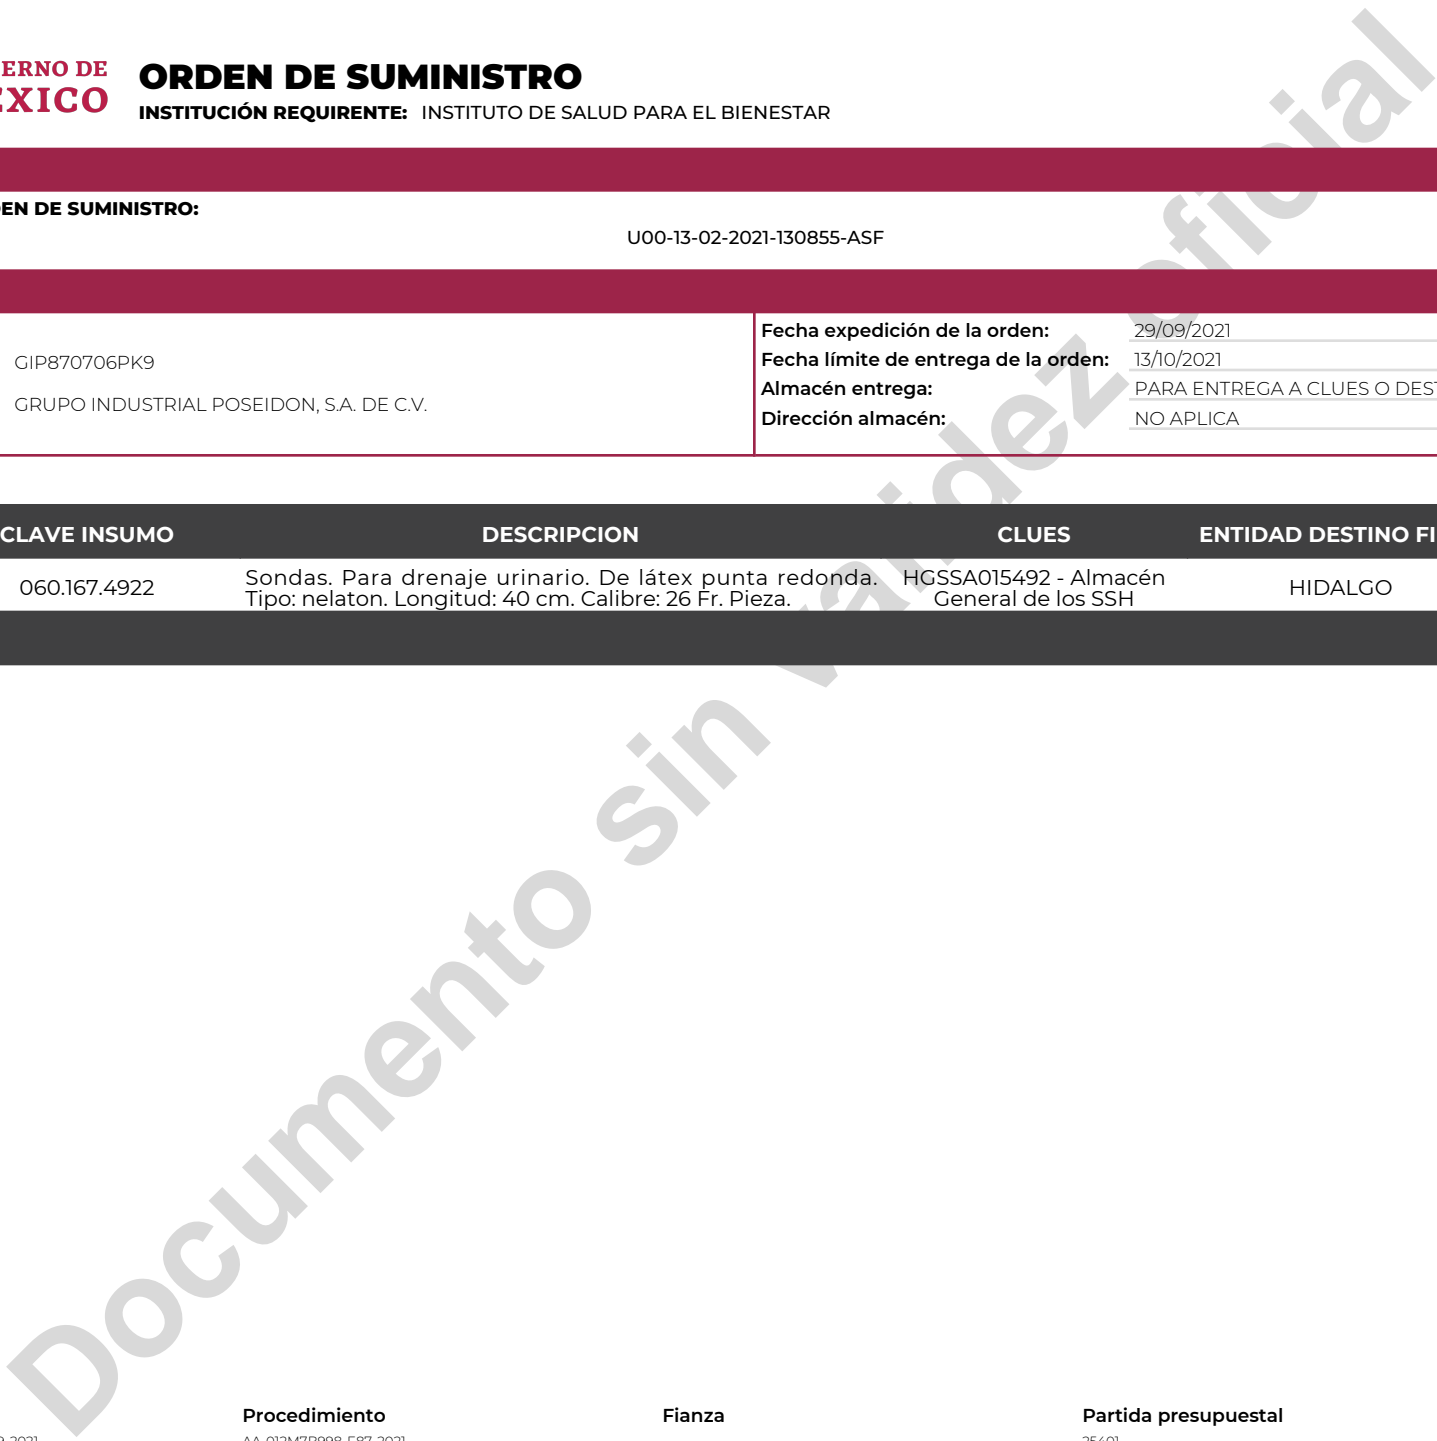 ERNO DE
EXICO
ORDEN DE SUMINISTRO
INSTITUCIÓN REQUIRENTE: INSTITUTO DE SALUD PARA EL BIENESTAR
EN DE SUMINISTRO:
U00-13-02-2021-130855-ASF
GIP870706PK9
GRUPO INDUSTRIAL POSEIDON, S.A. DE C.V.
Fecha expedición de la orden: 29/09/2021
Fecha límite de entrega de la orden: 13/10/2021
Almacén entrega: PARA ENTREGA A CLUES O DEST
Dirección almacén: NO APLICA
CLAVE INSUMO DESCRIPCION CLUES ENTIDAD DESTINO FI
060.167.4922
Sondas. Para drenaje urinario. De látex punta redonda.
Tipo: nelaton. Longitud: 40 cm. Calibre: 26 Fr. Pieza.
HGSSA015492 - Almacén
General de los SSH
HIDALGO
Documento sin validez oficial
Procedimiento Fianza Partida presupuestal